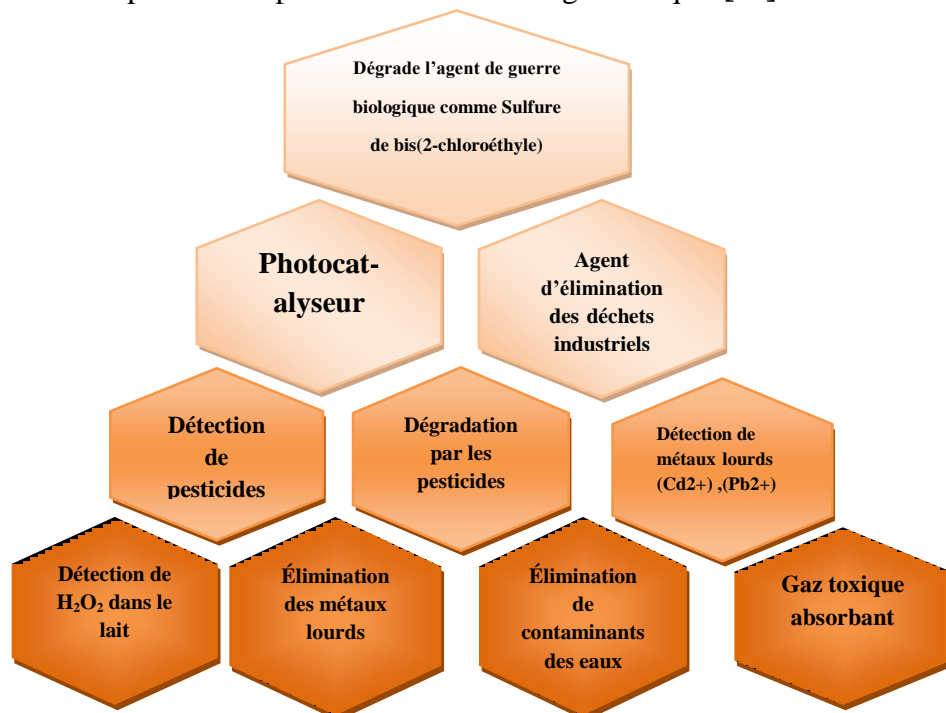 Dégrade l'agent de guerre
biologique comme Sulfure
de bis(2-chloroéthyle)
Photocat-
alyseur
Agent
d'élimination
des déchets
industriels
Détection
de
pesticides
Dégradation
par les
pesticides
Détection de
métaux lourds
(Cd2+) ,(Pb2+)
Détection de
H₂O₂ dans le
lait
Élimination
des métaux
lourds
Élimination
de
contaminants
des eaux
Gaz toxique
absorbant